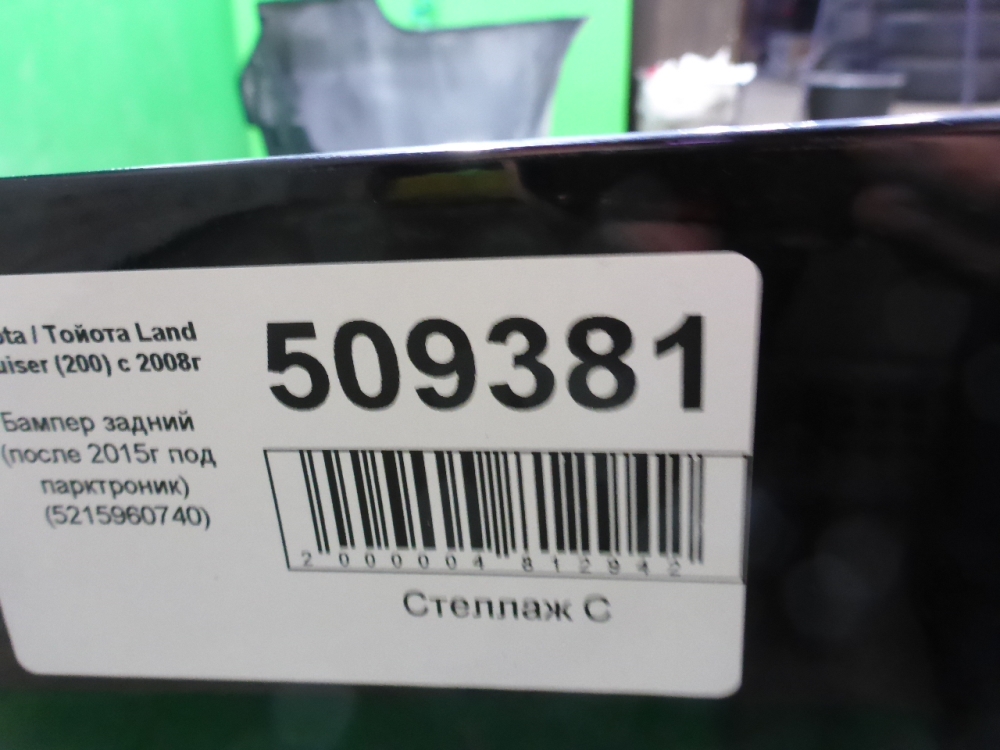 ota / Тойота Land
uiser (200) с 2008г
Бампер задний
(после 2015г под
парктроник)
(5215960740)
509381
2 000004 812942
Стеллаж С